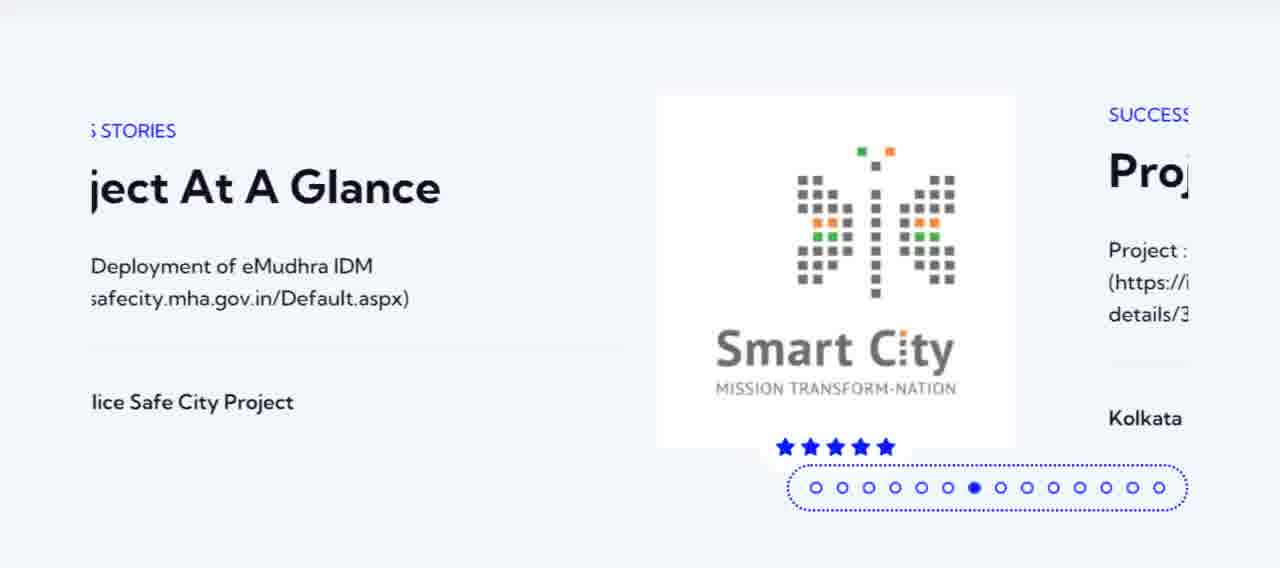 S STORIES
ject At A Glance
Deployment of eMudhra IDM
safecity.mha.gov.in/Default.aspx)
lice Safe City Project
Smart City
MISSION TRANSFORM-NATION
SUCCESS
Proj
Project :
(https://i
details/3
Kolkata